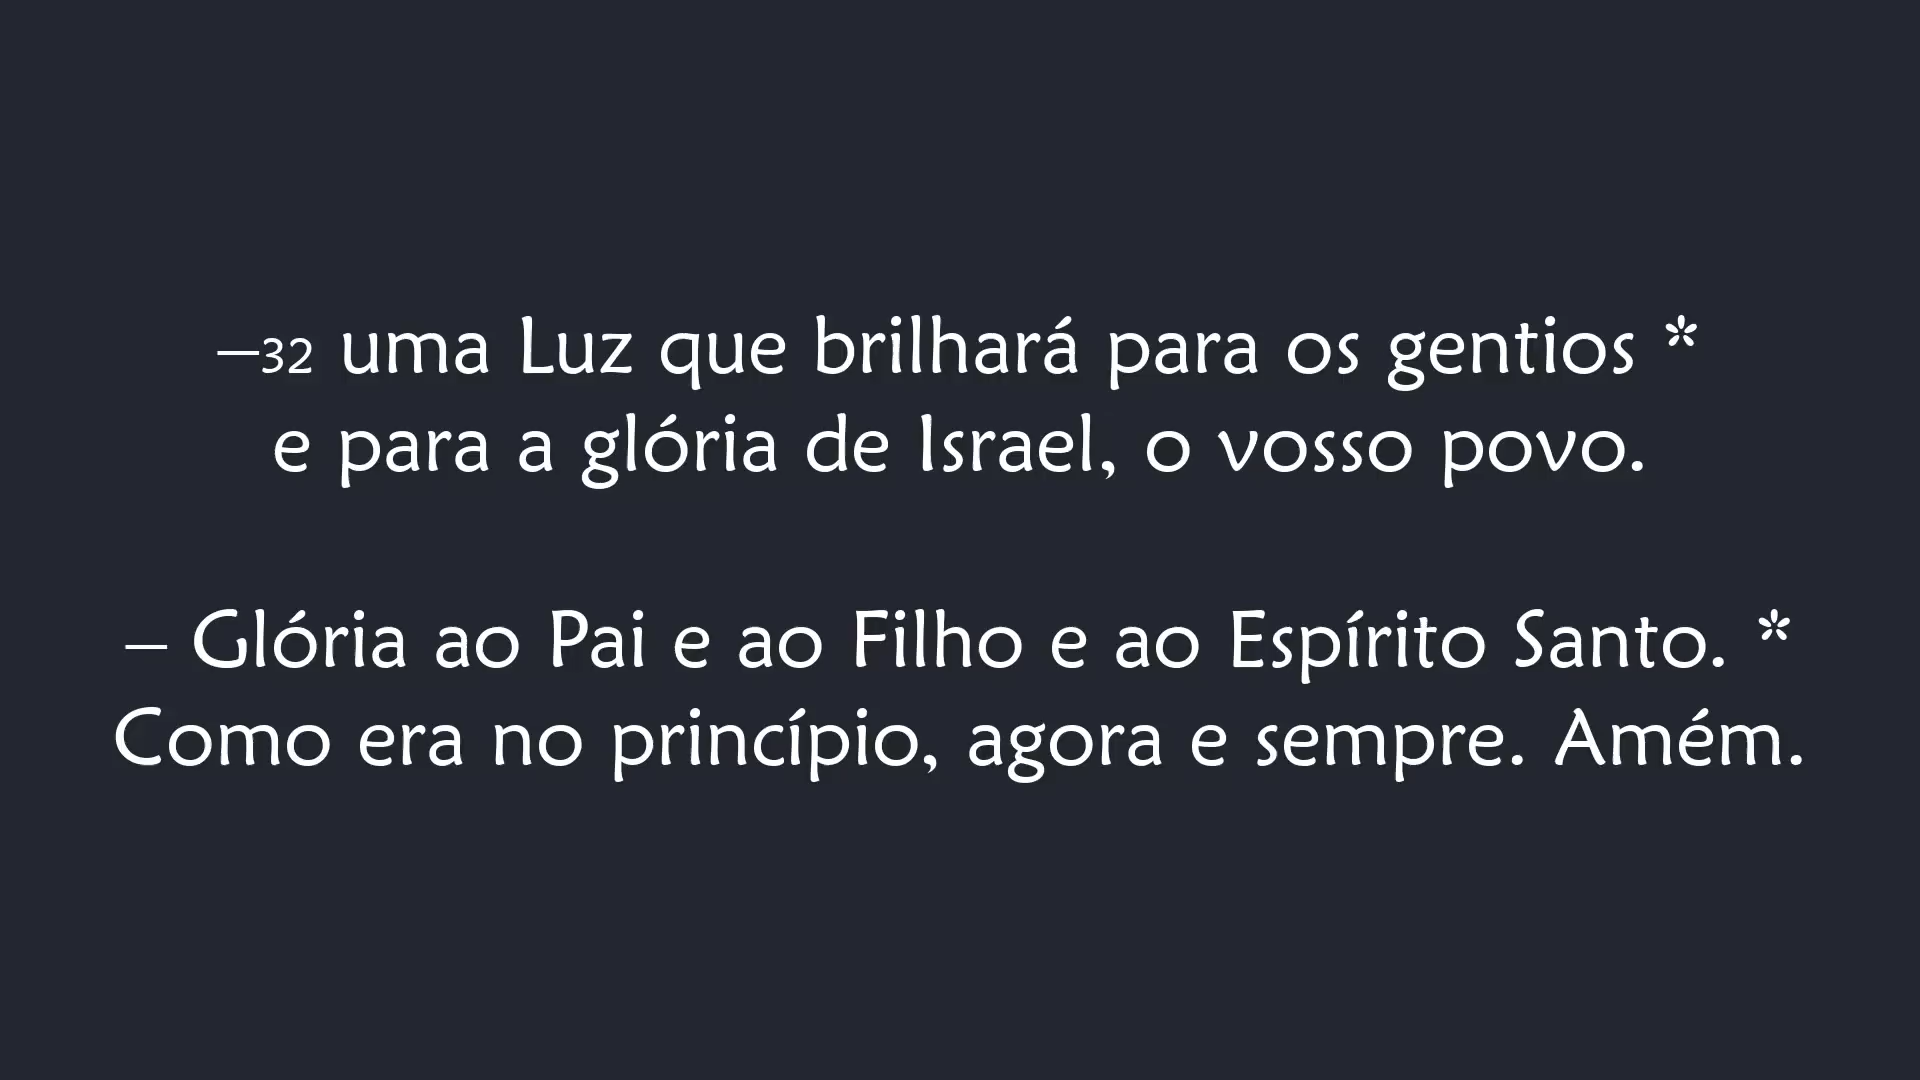 –32 uma Luz que brilhará para os gentios *
e para a glória de Israel, o vosso povo.
– Glória ao Pai e ao Filho e ao Espírito Santo. *
Como era no princípio, agora e sempre. Amém.